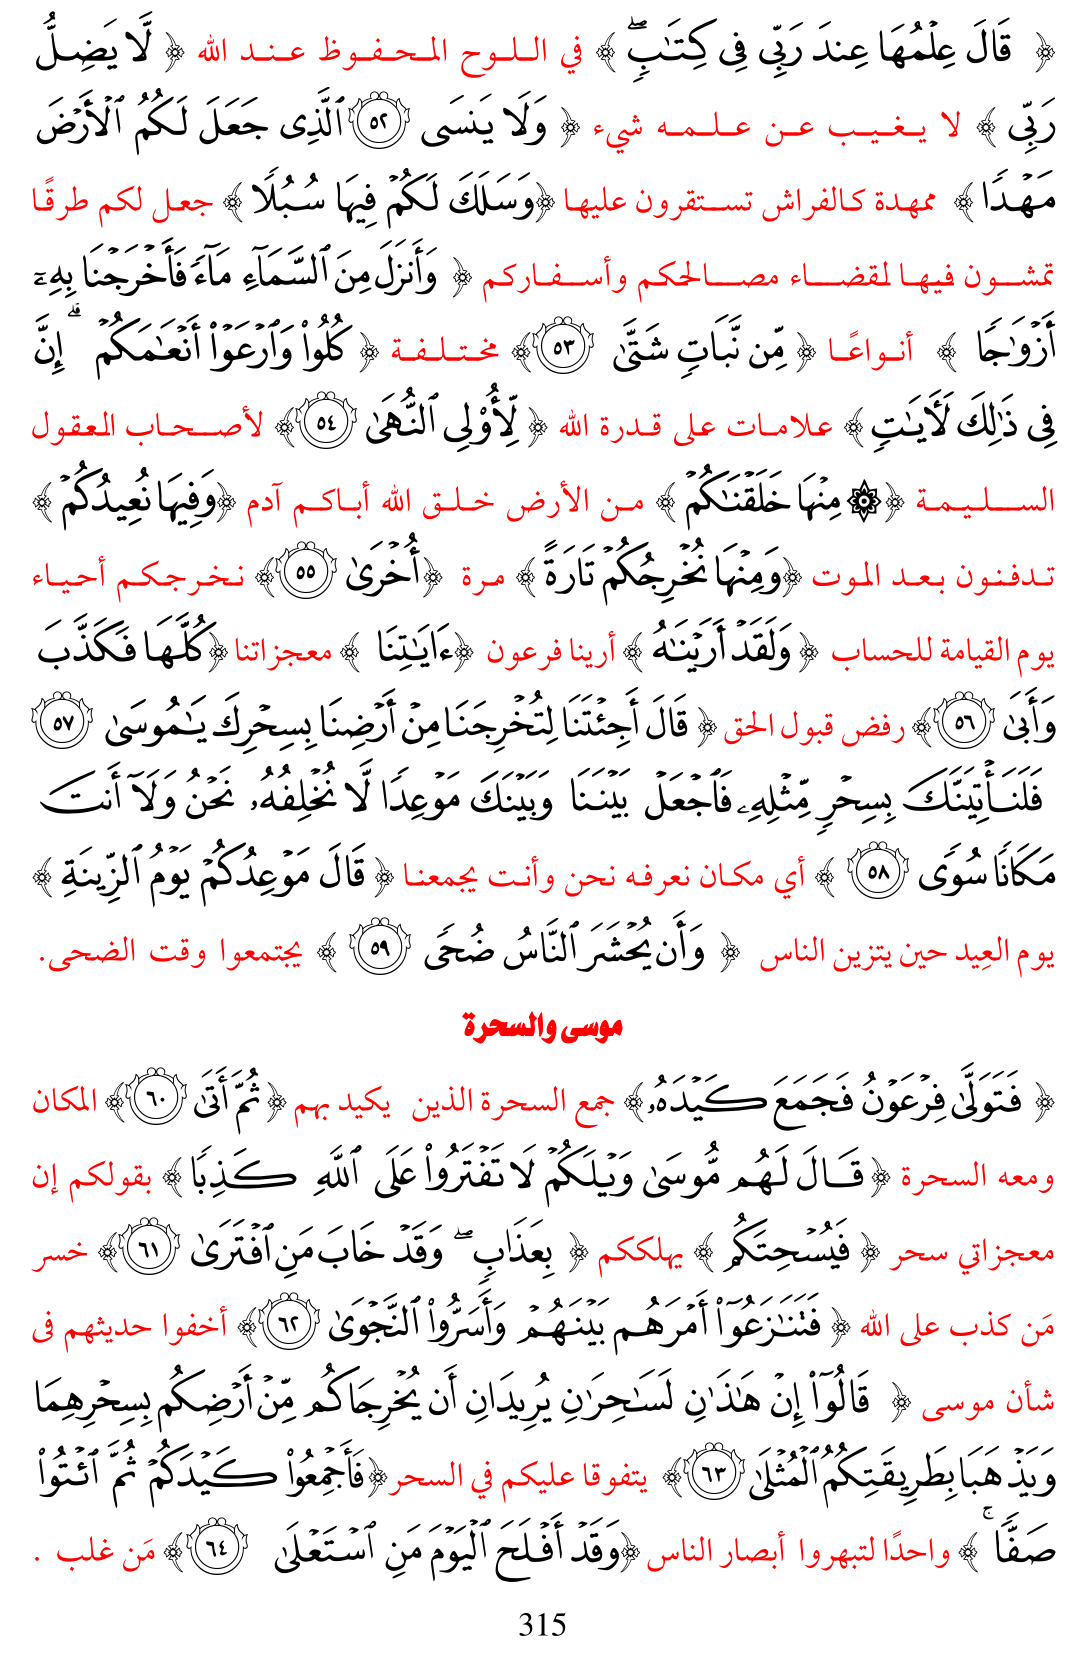 ﴿ قَالَ عِلْمُهَا عِندَ رَبِّى فِى كِتَـٰبٍ ۖ ﴾ في اللوح المحفوظ عند الله ﴿ لَّا يَضِلُّ
رَبِّى ﴾ لا يغيب عن علمه شيء ﴿ وَلَا يَنسَى ٥٢ ٱلَّذِى جَعَلَ لَكُمُ ٱلْأَرْضَ
مَهْدًا ﴾ ممهدة كالفراش تستقرون عليها ﴿وَسَلَكَ لَكُمْ فِيهَا سُبُلًا ﴾ جعل لكم طرقًا
تمشون فيها لقضاء مصالحكم وأسفاركم ﴿ وَأَنزَلَ مِنَ ٱلسَّمَآءِ مَآءً فَأَخْرَجْنَا بِهِۦٓ
أَزْوَٰجًا ﴾ أنواعًا ﴿ مِّن نَّبَاتٍ شَتَّىٰ ٥٣﴾ مختلفة ﴿ كُلُوا۟ وَٱرْعَوْا۟ أَنْعَـٰمَكُمْ ۗ إِنَّ
فِى ذَٰلِكَ لَـَٔايَـٰتٍ ﴾ علامات على قدرة الله ﴿ لِّأُو۟لِى ٱلنُّهَىٰ ٥٤﴾ لأصحاب العقول
السليمة ﴿۞ مِنْهَا خَلَقْنَـٰكُمْ ﴾ من الأرض خلق الله أباكم آدم ﴿وَفِيهَا نُعِيدُكُمْ ﴾
تدفنون بعد الموت ﴿وَمِنْهَا نُخْرِجُكُمْ تَارَةً ﴾ مرة ﴿أُخْرَىٰ ٥٥﴾ نخرجكم أحياء
يوم القيامة للحساب ﴿ وَلَقَدْ أَرَيْنَـٰهُ ﴾ أرينا فرعون ﴿ءَايَـٰتِنَا ﴾ معجزاتنا ﴿كُلَّهَا فَكَذَّبَ
وَأَبَىٰ ٥٦﴾ رفض قبول الحق ﴿ قَالَ أَجِئْتَنَا لِتُخْرِجَنَا مِنْ أَرْضِنَا بِسِحْرِكَ يَـٰمُوسَىٰ ٥٧
فَلَنَأْتِيَنَّكَ بِسِحْرٍ مِّثْلِهِۦ فَٱجْعَلْ بَيْنَنَا وَبَيْنَكَ مَوْعِدًا لَّا نُخْلِفُهُۥ نَحْنُ وَلَآ أَنتَ
مَكَانًا سُوًى ٥٨ ﴾ أي مكان نعرفه نحن وأنت يجمعنا ﴿ قَالَ مَوْعِدُكُمْ يَوْمُ ٱلزِّينَةِ ﴾
يوم العِيد حين يتزين الناس ﴿ وَأَن يُحْشَرَ ٱلنَّاسُ ضُحًى ٥٩ ﴾ يجتمعوا وقت الضحى.
موسى والسحرة
﴿ فَتَوَلَّىٰ فِرْعَوْنُ فَجَمَعَ كَيْدَهُۥ ﴾ جمع السحرة الذين يكيد بهم ﴿ ثُمَّ أَتَىٰ ٦٠﴾ المكان
ومعه السحرة ﴿ قَالَ لَهُم مُّوسَىٰ وَيْلَكُمْ لَا تَفْتَرُوا۟ عَلَى ٱللَّهِ كَذِبًا ﴾ بقولكم إن
معجزاتي سحر ﴿ فَيُسْحِتَكُم ﴾ يهلككم ﴿ بِعَذَابٍ ۖ وَقَدْ خَابَ مَنِ ٱفْتَرَىٰ ٦١﴾ خسر
مَن كذب على الله ﴿ فَتَنَـٰزَعُوٓا۟ أَمْرَهُم بَيْنَهُمْ وَأَسَرُّوا۟ ٱلنَّجْوَىٰ ٦٢﴾ أخفوا حديثهم فى
شأن موسى ﴿ قَالُوٓا۟ إِنْ هَـٰذَٰنِ لَسَـٰحِرَٰنِ يُرِيدَانِ أَن يُخْرِجَاكُم مِّنْ أَرْضِكُم بِسِحْرِهِمَا
وَيَذْهَبَا بِطَرِيقَتِكُمُ ٱلْمُثْلَىٰ ٦٣﴾ يتفوقا عليكم في السحر ﴿فَأَجْمِعُوا۟ كَيْدَكُمْ ثُمَّ ٱئْتُوا۟
صَفًّا ۚ ﴾ واحدًا لتبهروا أبصار الناس ﴿وَقَدْ أَفْلَحَ ٱلْيَوْمَ مَنِ ٱسْتَعْلَىٰ ٦٤﴾ مَن غلب .
315